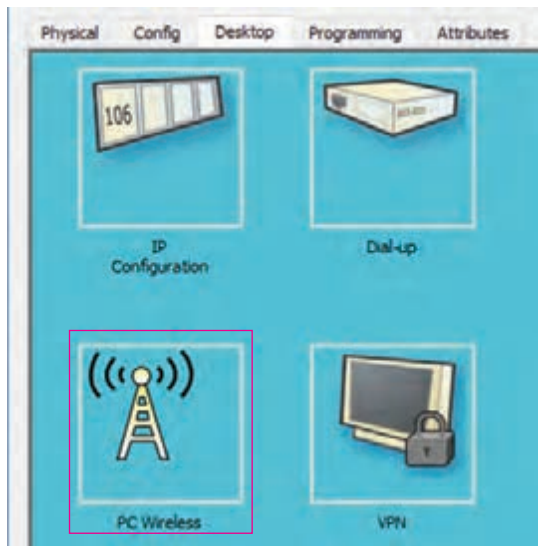 Physical Config Desktop Programming Attributes
106
IP
Configuration
Dial-up
PC Wireless
VPN